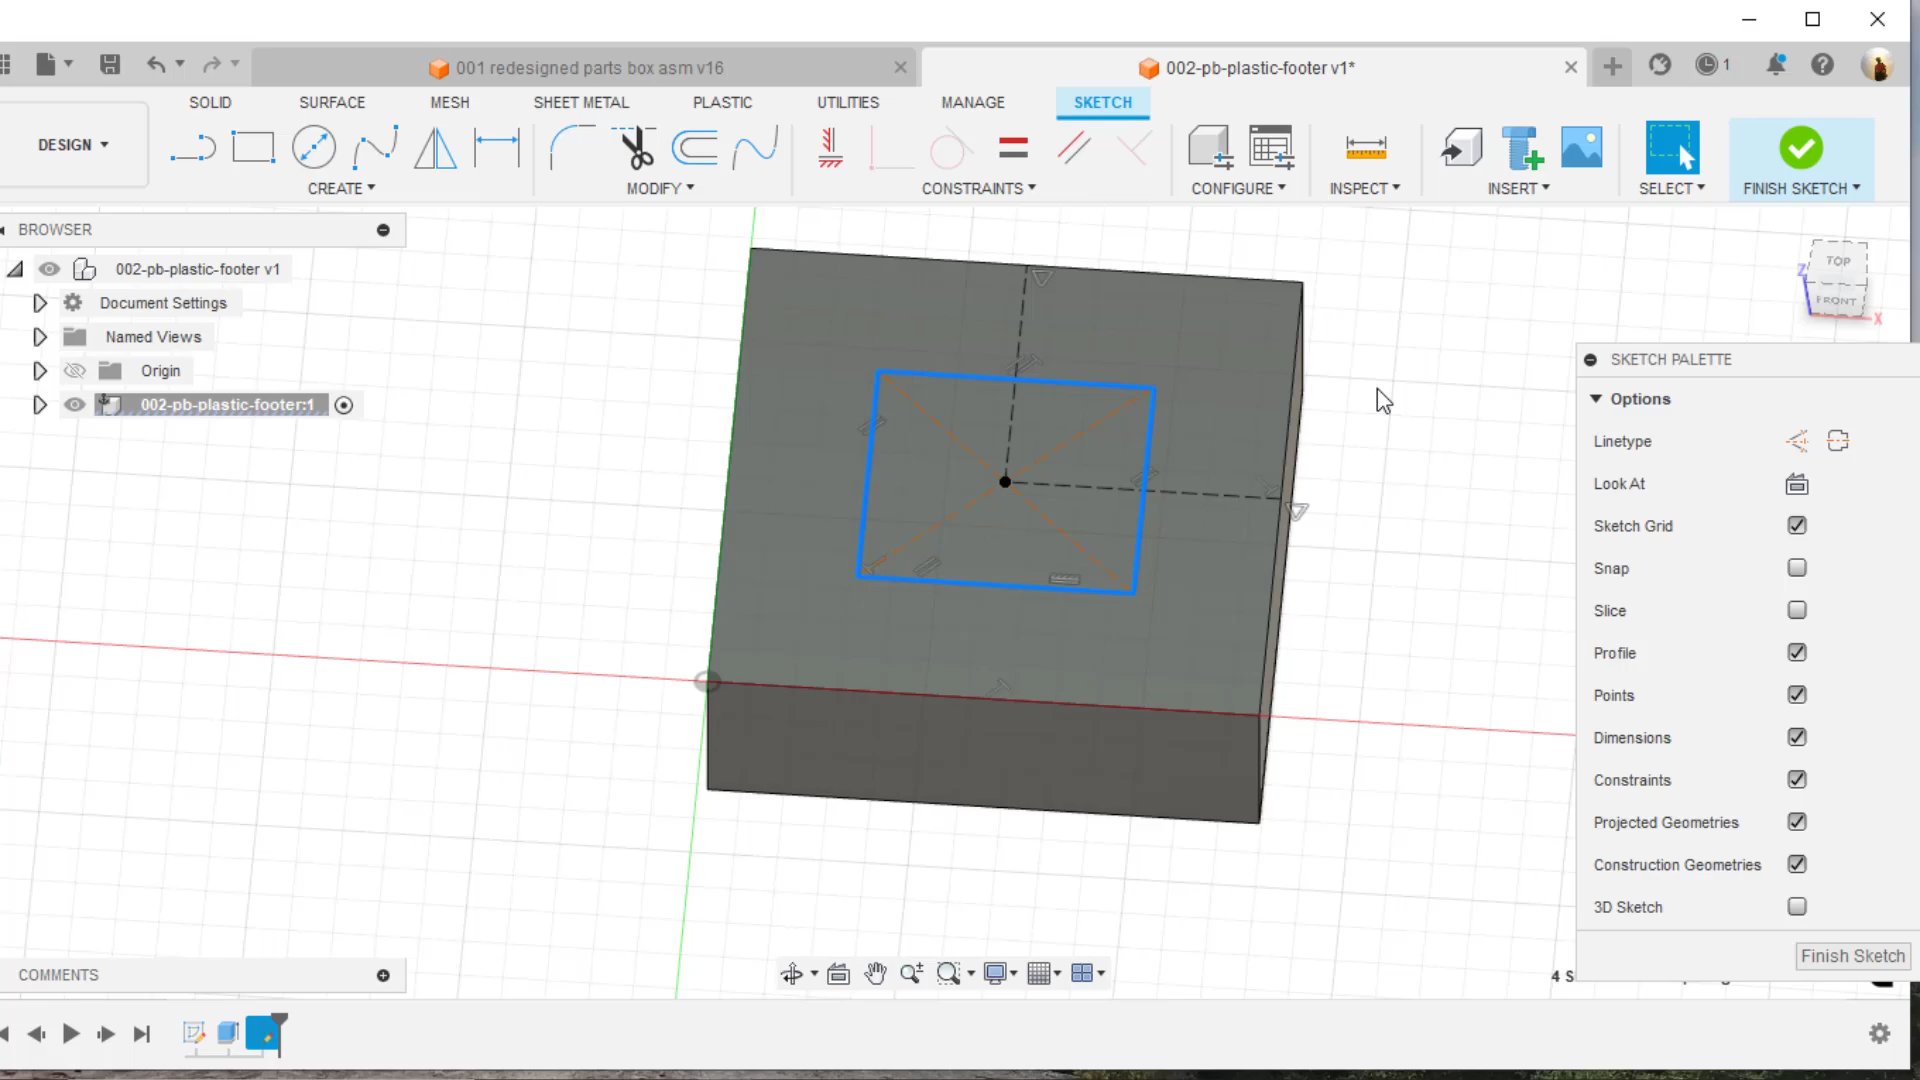 001 redesigned parts box asm v16
002-pb-plastic-footer v1*
1
SOLID
SURFACE
MESH
SHEET METAL
PLASTIC
UTILITIES
MANAGE
SKETCH
DESIGN
CREATE
MODIFY
CONSTRAINTS
CONFIGURE
INSPECT
INSERT
SELECT
FINISH SKETCH
BROWSER
002-pb-plastic-footer v1
Document Settings
Named Views
Origin
002-pb-plastic-footer:1
TOP
FRONT
Z
X
SKETCH PALETTE
Options
Linetype
Look At
Sketch Grid
Snap
Slice
Profile
Points
Dimensions
Constraints
Projected Geometries
Construction Geometries
3D Sketch
Finish Sketch
COMMENTS
4 S